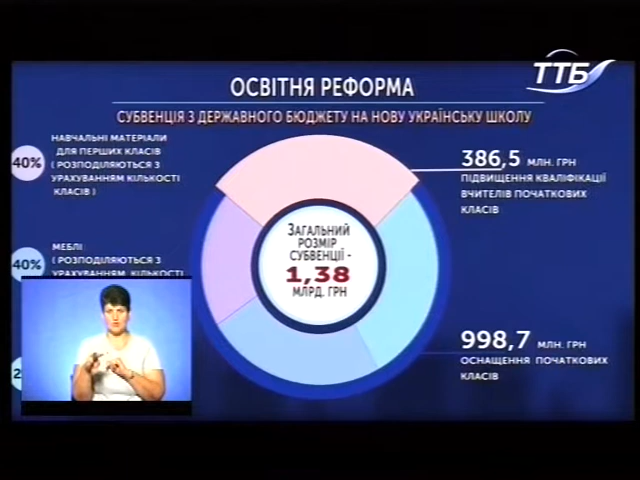 ТТБ
ОСВІТНЯ РЕФОРМА
СУБВЕНЦІЯ З ДЕРЖАВНОГО БЮДЖЕТУ НА НОВУ УКРАЇНСЬКУ ШКОЛУ
40%
НАВЧАЛЬНІ МАТЕРІАЛИ
ДЛЯ ПЕРШИХ КЛАСІВ
( РОЗПОДІЛЯЮТЬСЯ З
УРАХУВАННЯМ КІЛЬКОСТІ
КЛАСІВ )
40%
МЕБЛІ
( РОЗПОДІЛЯЮТЬСЯ З
УРАХУВАННЯМ КІЛЬКОСТІ
ЗАГАЛЬНИЙ
РОЗМІР
СУБВЕНЦІЇ -
1,38
МЛРД. ГРН
386,5 МЛН. ГРН
ПІДВИЩЕННЯ КВАЛІФІКАЦІЇ
ВЧИТЕЛІВ ПОЧАТКОВИХ
КЛАСІВ
998,7 МЛН. ГРН
ОСНАЩЕННЯ ПОЧАТКОВИХ
КЛАСІВ